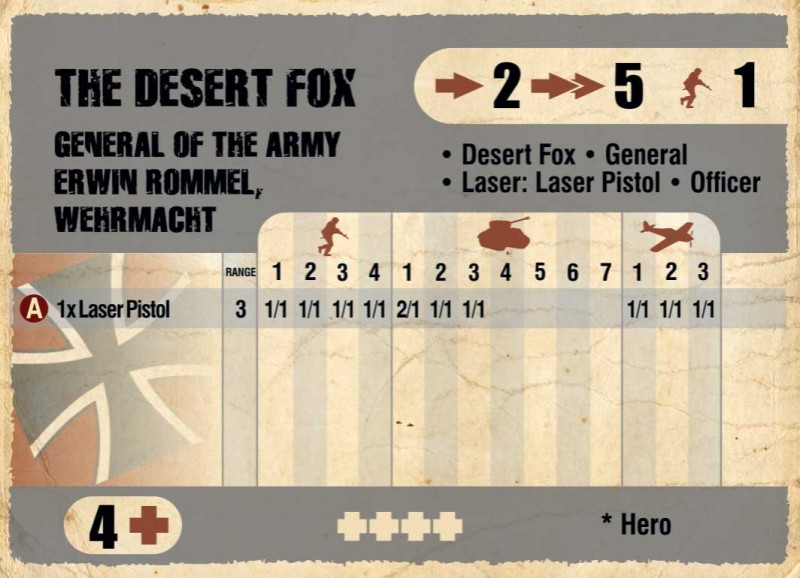 THE DESERT FOX
GENERAL OF THE ARMY
ERWIN ROMMEL,
WEHRMACHT
2 5 1
• Desert Fox • General
• Laser: Laser Pistol • Officer
RANGE 1 2 3 4 1 2 3 4 5 6 7 1 2 3
A 1x Laser Pistol 3 1/1 1/1 1/1 1/1 2/1 1/1 1/1 1/1 1/1 1/1
4
* Hero